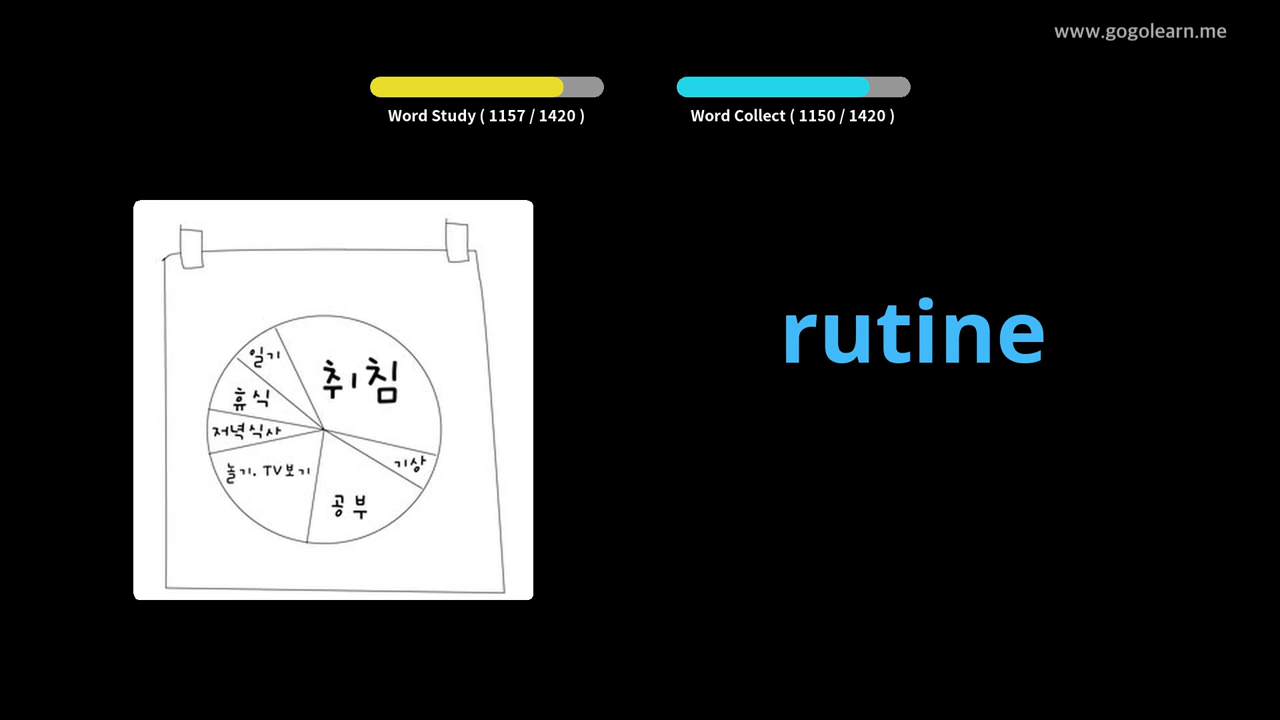 www.gogolearn.me
Word Study ( 1157 / 1420 )
Word Collect ( 1150 / 1420 )
일기
취침
휴식
저녁식사
기상
놀기. TV보기
공부
rutine